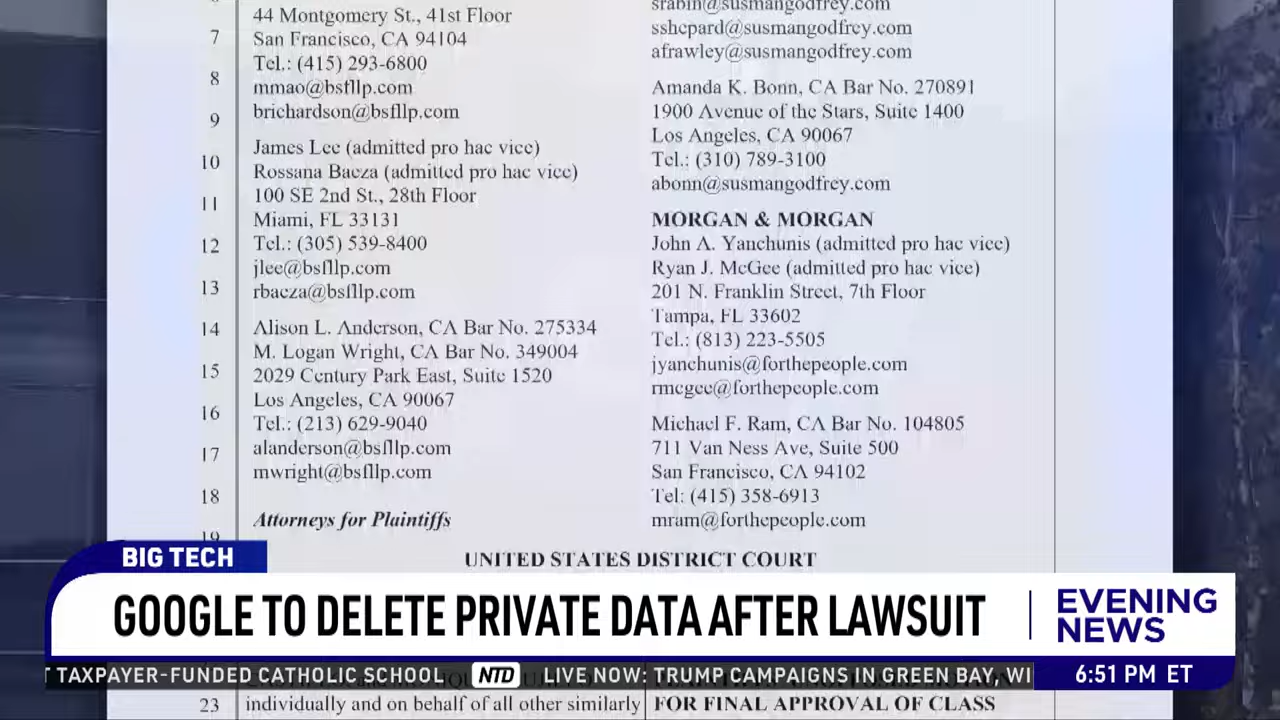 44 Montgomery St., 41st Floor
7 San Francisco, CA 94104
Tel.: (415) 293-6800
8 mmao@bsfllp.com
9 brichardson@bsfllp.com
James Lee (admitted pro hac vice)
10 Rossana Baeza (admitted pro hac vice)
11 100 SE 2nd St., 28th Floor
Miami, FL 33131
12 Tel.: (305) 539-8400
jlee@bsfllp.com
13 rbaeza@bsfllp.com
14 Alison L. Anderson, CA Bar No. 275334
M. Logan Wright, CA Bar No. 349004
15 2029 Century Park East, Suite 1520
Los Angeles, CA 90067
16 Tel.: (213) 629-9040
17 alanderson@bsfllp.com
mwright@bsfllp.com
18
Attorneys for Plaintiffs
19
srabin@susmangodfrey.com
sshepard@susmangodfrey.com
afrawley@susmangodfrey.com
Amanda K. Bonn, CA Bar No. 270891
1900 Avenue of the Stars, Suite 1400
Los Angeles, CA 90067
Tel.: (310) 789-3100
abonn@susmangodfrey.com
MORGAN & MORGAN
John A. Yanchunis (admitted pro hac vice)
Ryan J. McGee (admitted pro hac vice)
201 N. Franklin Street, 7th Floor
Tampa, FL 33602
Tel.: (813) 223-5505
jyanchunis@forthepeople.com
rmcgee@forthepeople.com
Michael F. Ram, CA Bar No. 104805
711 Van Ness Ave, Suite 500
San Francisco, CA 94102
Tel: (415) 358-6913
mram@forthepeople.com
UNITED STATES DISTRICT COURT
BIG TECH
GOOGLE TO DELETE PRIVATE DATA AFTER LAWSUIT
EVENING
NEWS
TAXPAYER-FUNDED CATHOLIC SCHOOL NTD LIVE NOW: TRUMP CAMPAIGNS IN GREEN BAY, WI
6:51 PM ET
23 individually and on behalf of all other similarly
FOR FINAL APPROVAL OF CLASS